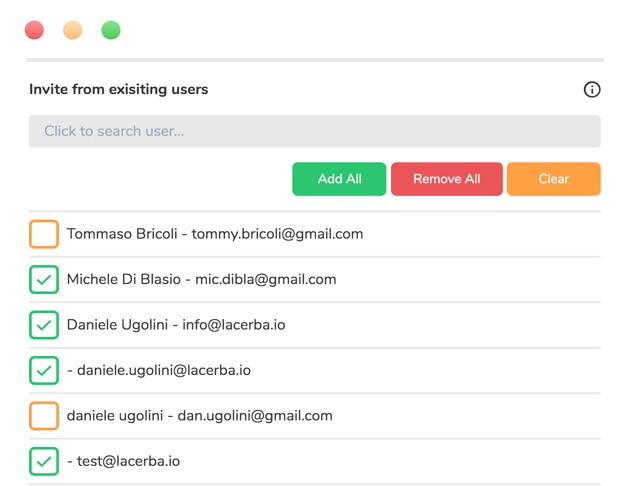 Invite from exisiting users
Click to search user...
Add All Remove All Clear
Tommaso Bricoli - tommy.bricoli@gmail.com
Michele Di Blasio - mic.dibla@gmail.com
Daniele Ugolini - info@lacerba.io
- daniele.ugolini@lacerba.io
daniele ugolini - dan.ugolini@gmail.com
- test@lacerba.io